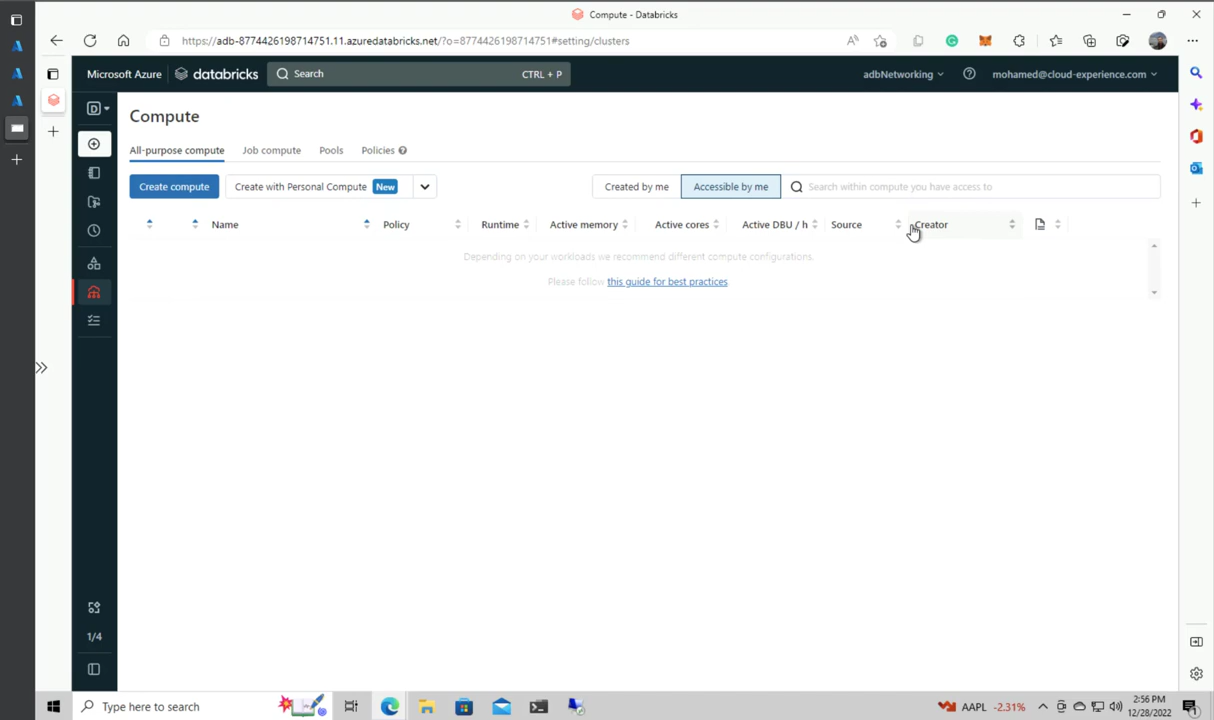 Compute - Databricks
https://adb-8774426198714751.11.azuredatabricks.net/?o=8774426198714751#setting/clusters
Microsoft Azure databricks Search CTRL + P adbNetworking mohamed@cloud-experience.com
D
Compute
All-purpose compute Job compute Pools Policies
Create compute Create with Personal Compute New Created by me Accessible by me Search within compute you have access to
Name Policy Runtime Active memory Active cores Active DBU / h Source Creator
Depending on your workloads we recommend different compute configurations.
Please follow this guide for best practices.
1/4
Type here to search AAPL -2.31% 2:56 PM
12/28/2022
1